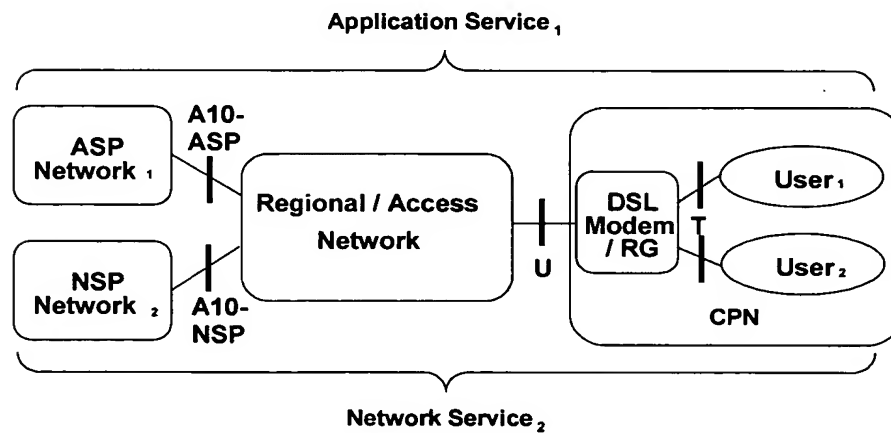 Application Service 1
ASP
Network 1
A10-
ASP
Regional / Access
Network
NSP
Network 2
A10-
NSP
U
DSL
Modem
/ RG
T
User 1
User 2
CPN
Network Service 2